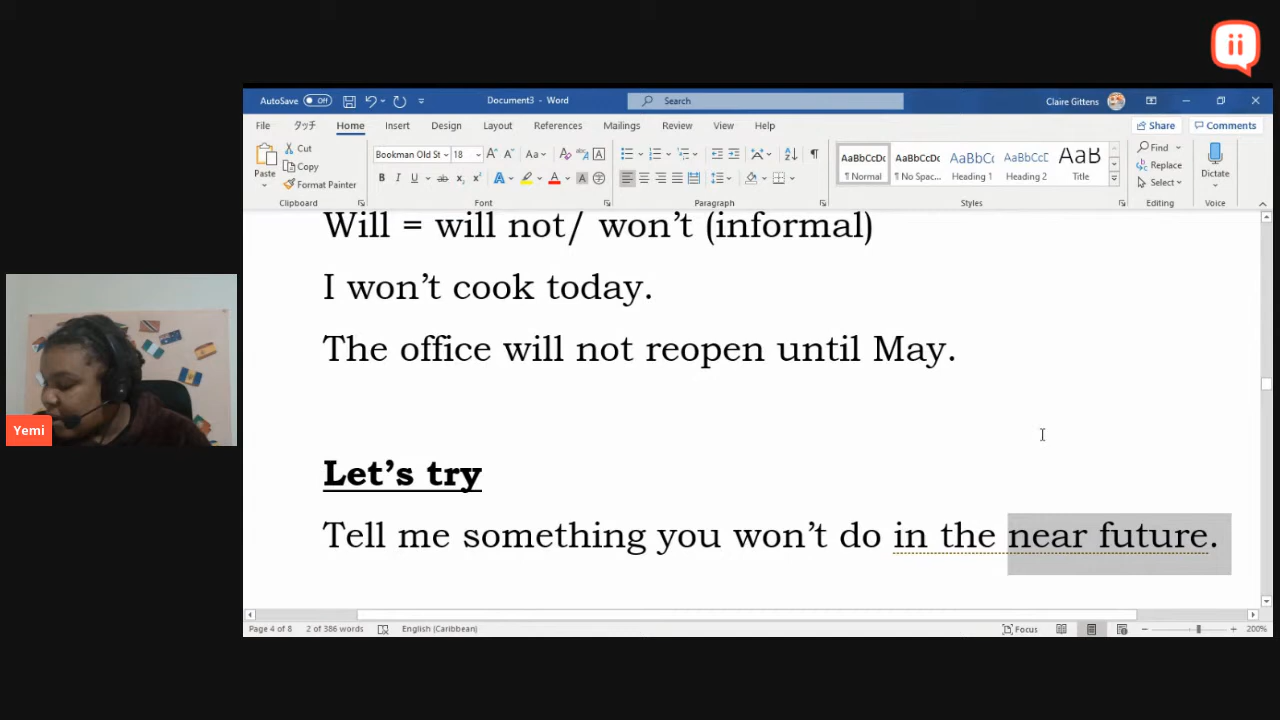 AutoSave Off Document3 - Word Search Claire Gittens
File タッチ Home Insert Design Layout References Mailings Review View Help Share Comments
Paste Cut Copy Format Painter Clipboard
Bookman Old St 18 Font
Paragraph
AaBbCcDc ¶ Normal AaBbCcDc ¶ No Spac... AaBbCc Heading 1 AaBbCcE Heading 2 AaB Title Styles
Find Replace Select Editing
Dictate Voice
Will = will not/ won’t (informal)
I won’t cook today.
The office will not reopen until May.
Let’s try
Tell me something you won’t do in the near future.
Page 4 of 8 2 of 386 words English (Caribbean) Focus 200%
Yemi